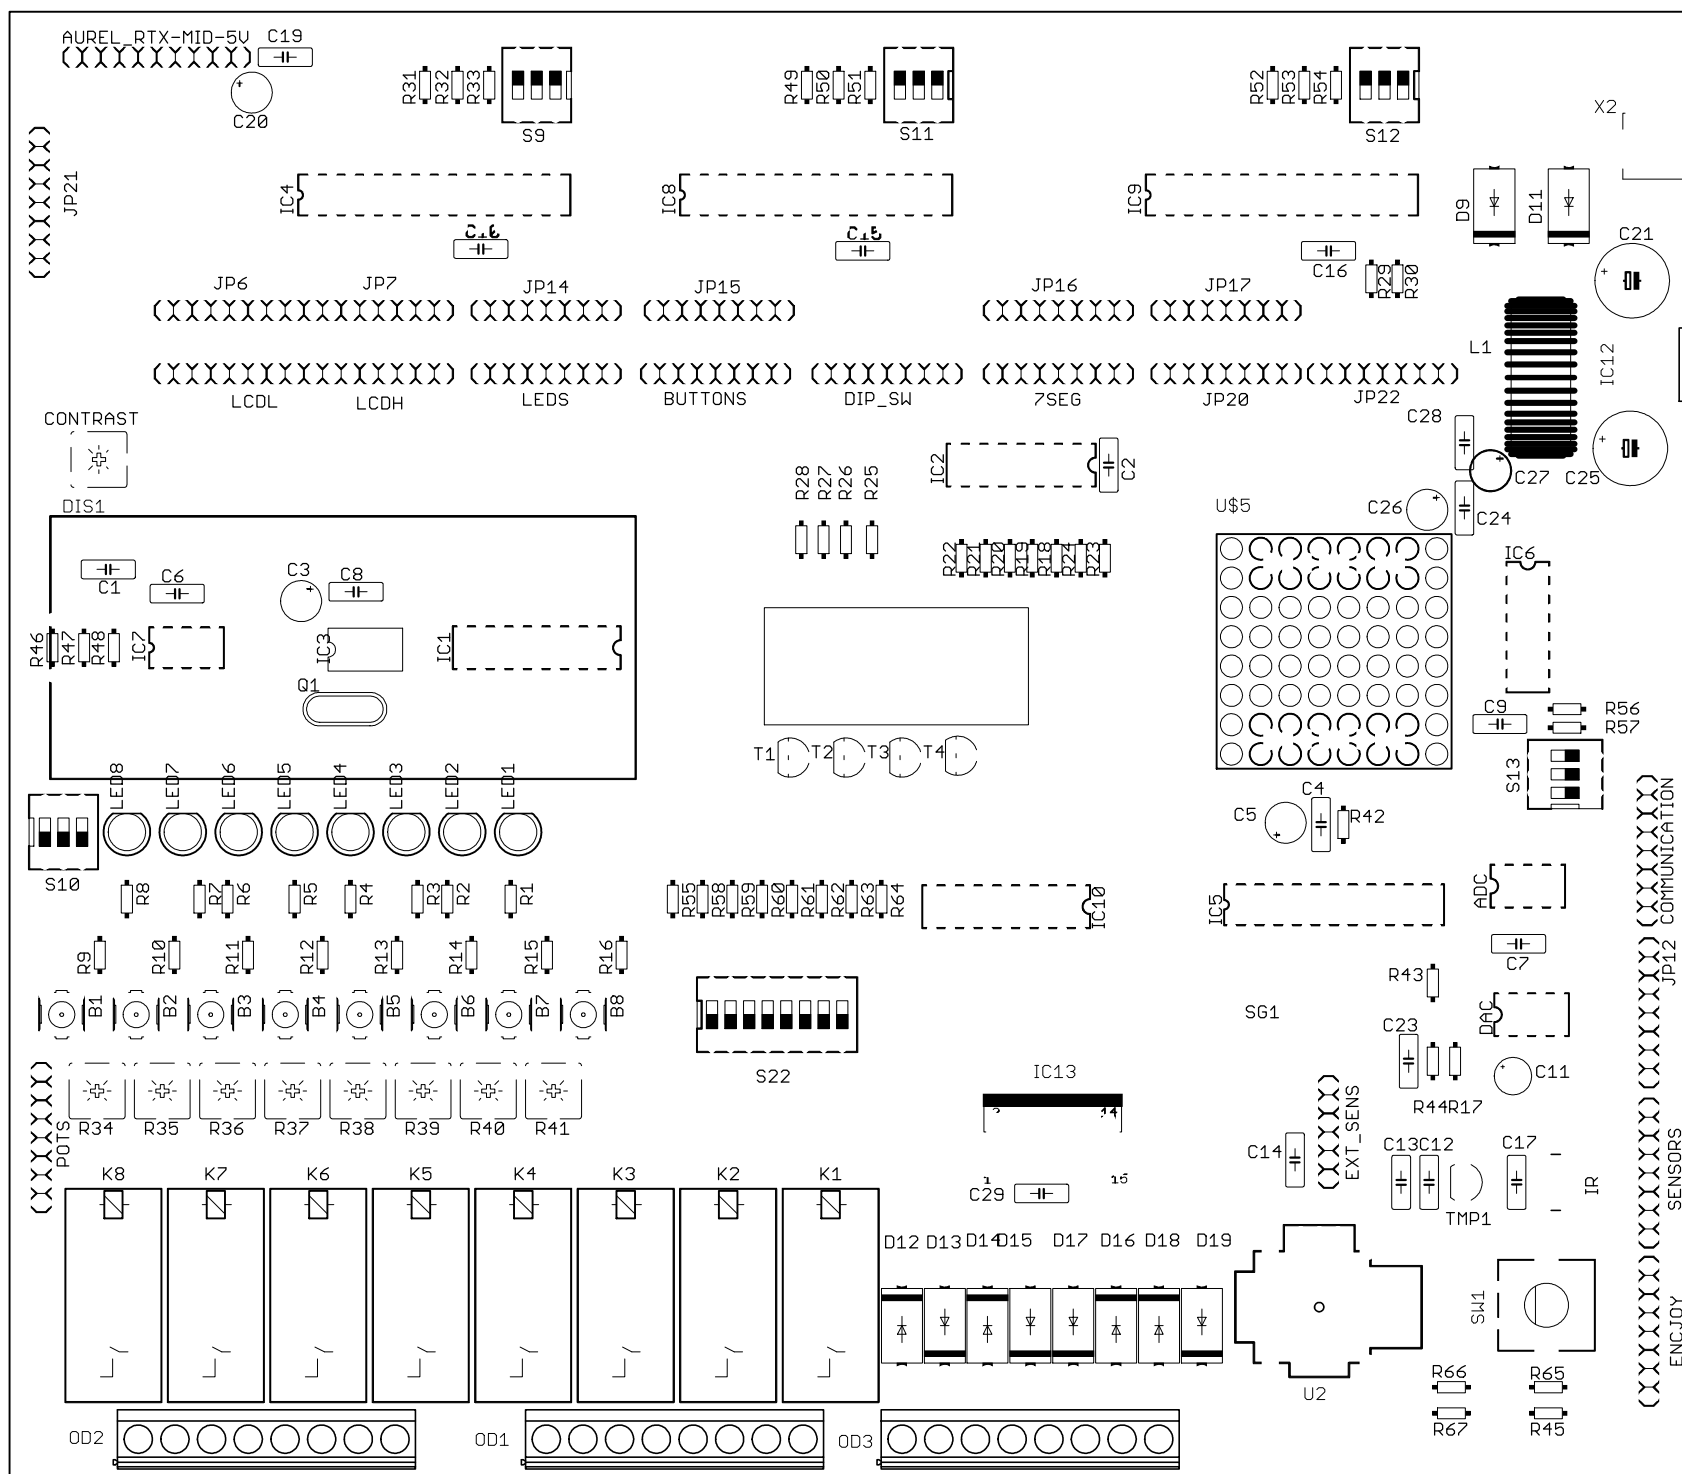 AUREL_RTX-MID-5V
C19
C20
R31
R32
R33
S9
R49
R50
R51
S11
R52
R53
R54
S12
X2
JP21
IC4
IC8
IC9
D9
D11
C16
C21
R29
R30
JP6
JP7
JP14
JP15
JP16
JP17
L1
IC12
LCDL
LCDH
LEDS
BUTTONS
DIP_SW
7SEG
JP20
JP22
CONTRAST
C28
IC2
C2
R28
R27
R26
R25
C27
C25
DIS1
U$5
C26
C24
R22
R21
R20
R19
R18
R24
R23
IC6
C1
C6
C3
C8
R46
R47
R48
IC7
IC3
IC1
Q1
C9
R56
R57
T1
T2
T3
T4
S13
LED8
LED7
LED6
LED5
LED4
LED3
LED2
LED1
C5
C4
R42
COMMUNICATION
S10
R8
R7
R6
R5
R4
R3
R2
R1
R55
R58
R59
R60
R61
R62
R63
R64
IC10
IC5
ADC
C7
R9
R10
R11
R12
R13
R14
R15
R16
JP12
R43
B1
B2
B3
B4
B5
B6
B7
B8
SG1
DAC
C23
S22
IC13
C11
R44
R17
14
R34
R35
R36
R37
R38
R39
R40
R41
POTS
EXT_SENS
C14
C13
C12
C17
IR
SENSORS
K8
K7
K6
K5
K4
K3
K2
K1
1
15
C29
TMP1
D12
D13
D14
D15
D17
D16
D18
D19
SW1
ENCJOY
U2
R66
R65
R67
R45
OD2
OD1
OD3